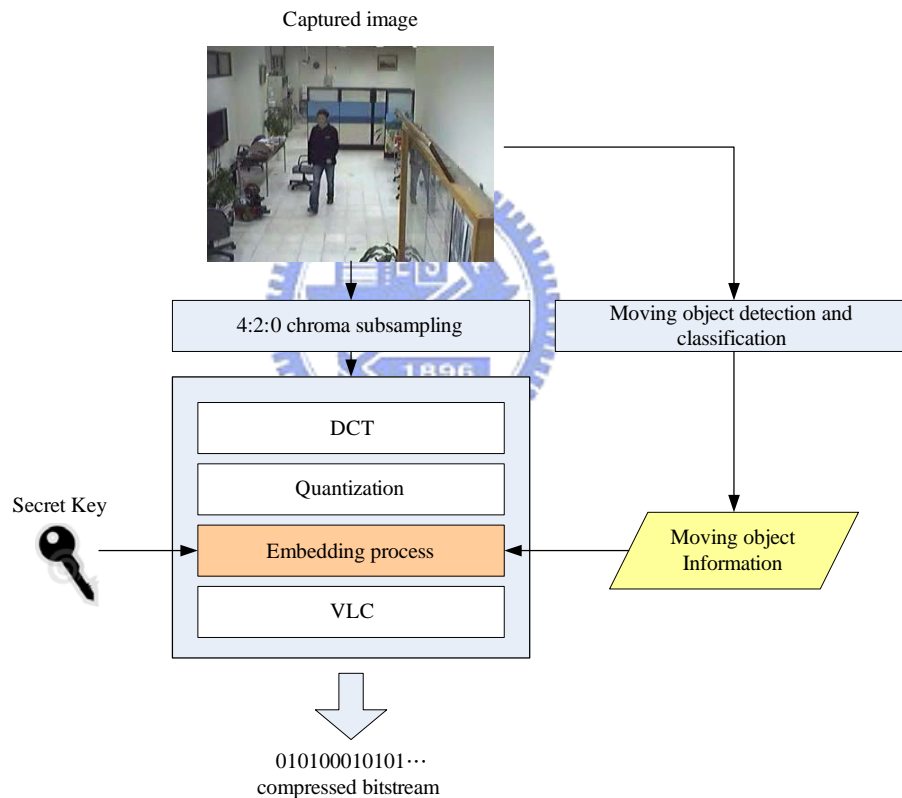 Captured image
4:2:0 chroma subsampling
Moving object detection and
classification
1896
DCT
Quantization
Secret Key
Embedding process
Moving object
Information
VLC
010100010101⋯
compressed bitstream